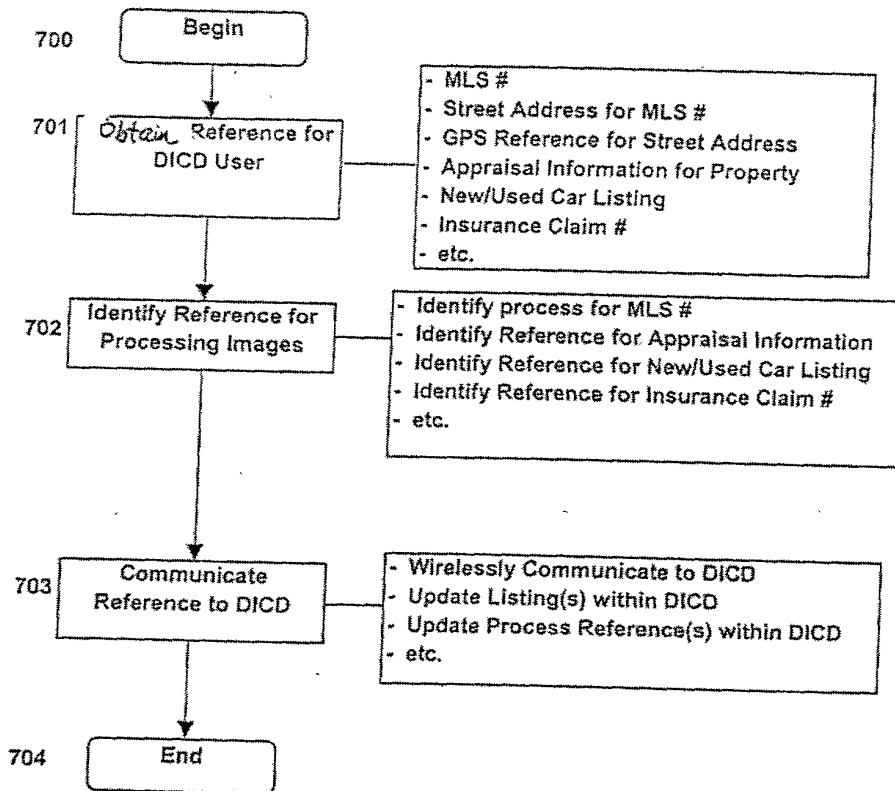 700
Begin
701
Obtain Reference for
DICD User
- MLS #
- Street Address for MLS #
- GPS Reference for Street Address
- Appraisal Information for Property
- New/Used Car Listing
- Insurance Claim #
- etc.
702
Identify Reference for
Processing Images
- Identify process for MLS #
- Identify Reference for Appraisal Information
- Identify Reference for New/Used Car Listing
- Identify Reference for Insurance Claim #
- etc.
703
Communicate
Reference to DICD
- Wirelessly Communicate to DICD
- Update Listing(s) within DICD
- Update Process Reference(s) within DICD
- etc.
704
End